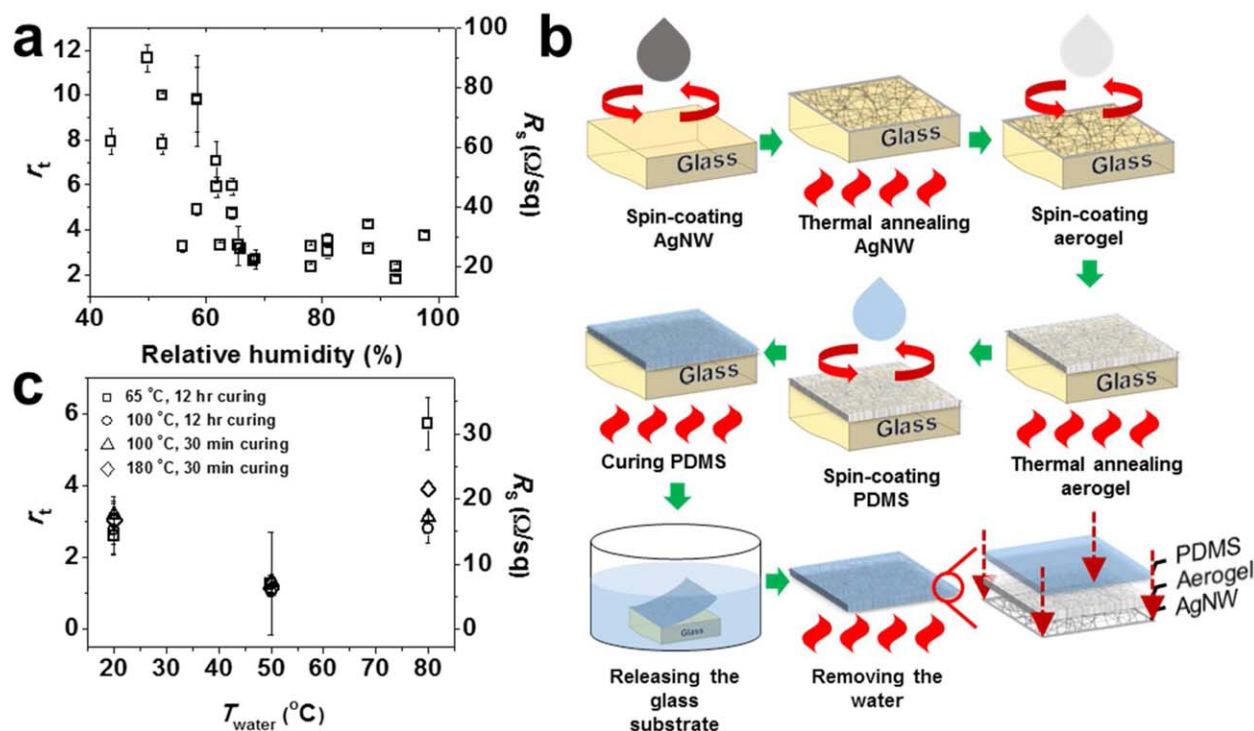 a
12
10
8
6
4
2
r_t
100
80
60
40
20
R_s (Ω/sq)
40 60 80 100
Relative humidity (%)
b
Glass
Spin-coating
AgNW
Glass
Thermal annealing
AgNW
Glass
Spin-coating
aerogel
Glass
Curing PDMS
Glass
Spin-coating
PDMS
Glass
Thermal annealing
aerogel
Glass
Releasing the
glass
substrate
Removing the
water
PDMS
Aerogel
AgNW
c
65 °C, 12 hr curing
100 °C, 12 hr curing
100 °C, 30 min curing
180 °C, 30 min curing
6
4
2
0
r_t
30
20
10
0
R_s (Ω/sq)
20 30 40 50 60 70 80
T_water (°C)